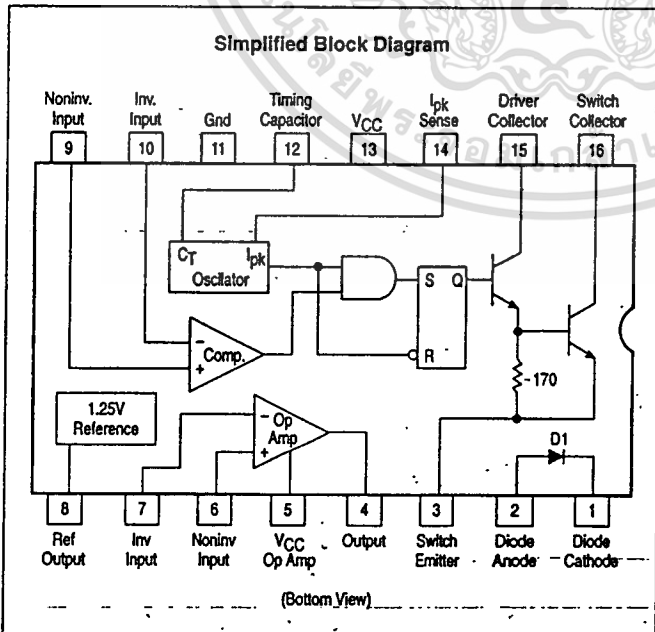 Simplified Block Diagram
Noninv. Input
Inv. Input
Gnd
Timing Capacitor
VCC
Ipk Sense
Driver Collector
Switch Collector
9 10 11 12 13 14 15 16
CT Ipk
Oscillator
S Q
R
- Comp. +
~170
1.25V Reference
- Op Amp +
D1
8 7 6 5 4 3 2 1
Ref Output
Inv Input
Noninv Input
VCC Op Amp
Output
Switch Emitter
Diode Anode
Diode Cathode
(Bottom View)